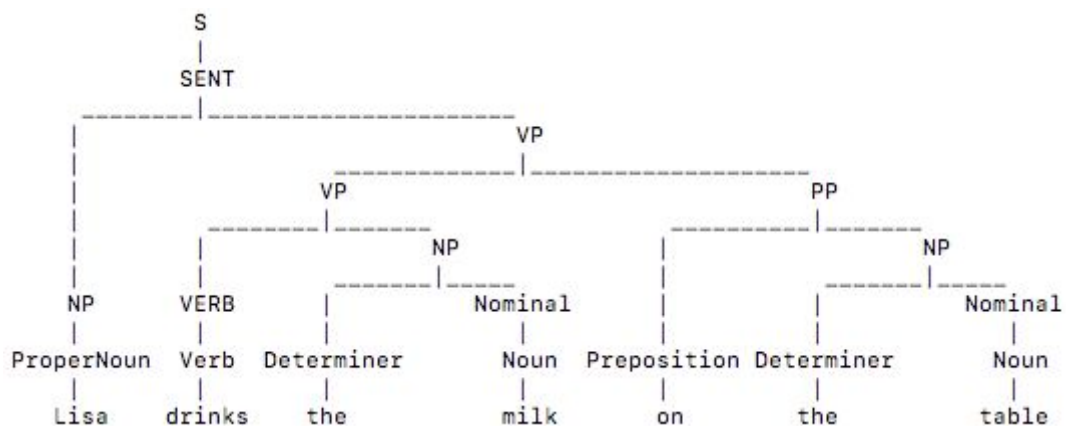 S
SENT
VP
VP PP
NP NP
NP VERB Nominal Nominal
ProperNoun Verb Determiner Noun Preposition Determiner Noun
Lisa drinks the milk on the table